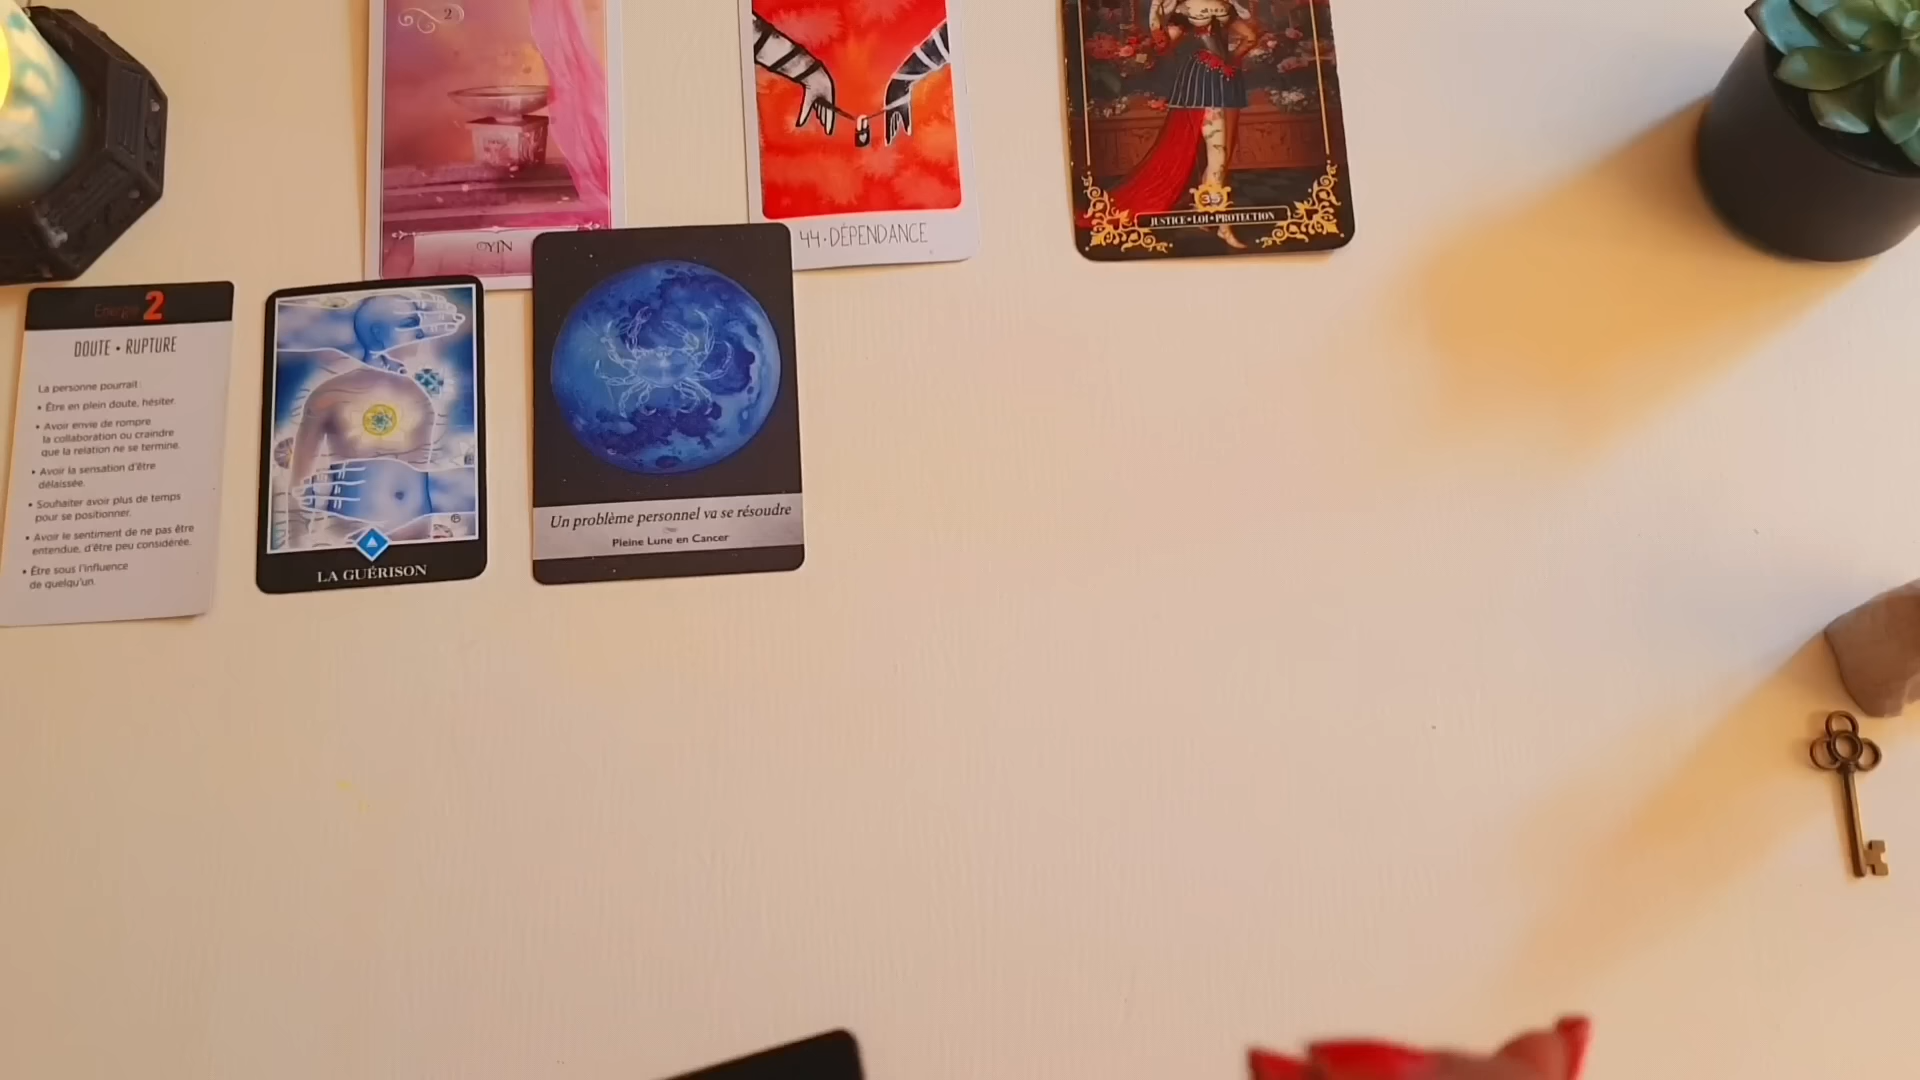 2
YIN
44•DÉPENDANCE
35
JUSTICE•LOI•PROTECTION
Energie 2
DOUTE • RUPTURE
La personne pourrait :
• Être en plein doute, hésiter.
• Avoir envie de rompre
la collaboration ou craindre
que la relation ne se termine.
• Avoir la sensation d'être
délaissée.
• Souhaiter avoir plus de temps
pour se positionner.
• Avoir le sentiment de ne pas être
entendue, d'être peu considérée.
• Être sous l'influence
de quelqu'un.
LA GUÉRISON
Un problème personnel va se résoudre
Pleine Lune en Cancer